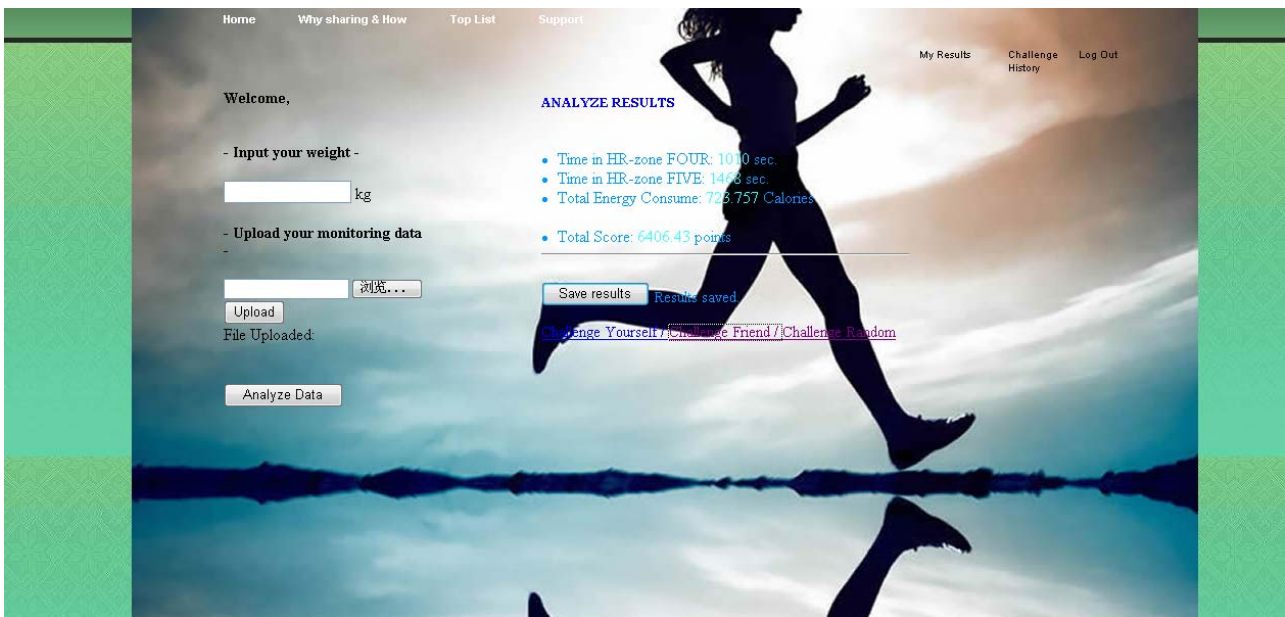 Home Why sharing & How Top List Support
My Results Challenge History Log Out
Welcome,
- Input your weight -
kg
- Upload your monitoring data
-
浏览...
Upload
File Uploaded:
Analyze Data
ANALYZE RESULTS
• Time in HR-zone FOUR: 1010 sec.
• Time in HR-zone FIVE: 1468 sec.
• Total Energy Consume: 723.757 Calories
• Total Score: 6406.43 points
Save results Results saved.
Challenge Yourself / Challenge Friend / Challenge Random